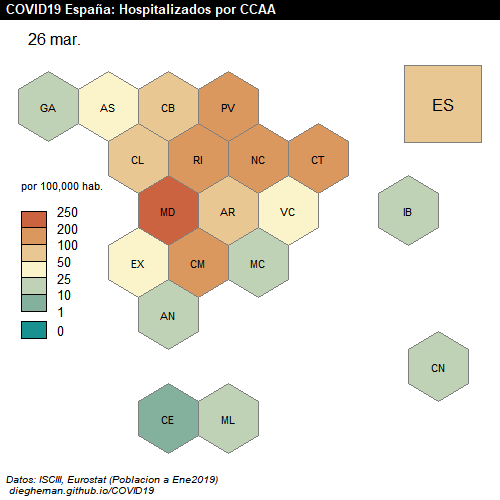 COVID19 España: Hospitalizados por CCAA
26 mar.
GA AS CB PV ES
CL RI NC CT
por 100,000 hab.
MD AR VC IB
250
200
100
50
25
10
1
0
EX CM MC
AN
CN
CE ML
Datos: ISCIII, Eurostat (Poblacion a Ene2019)
diegheman.github.io/COVID19